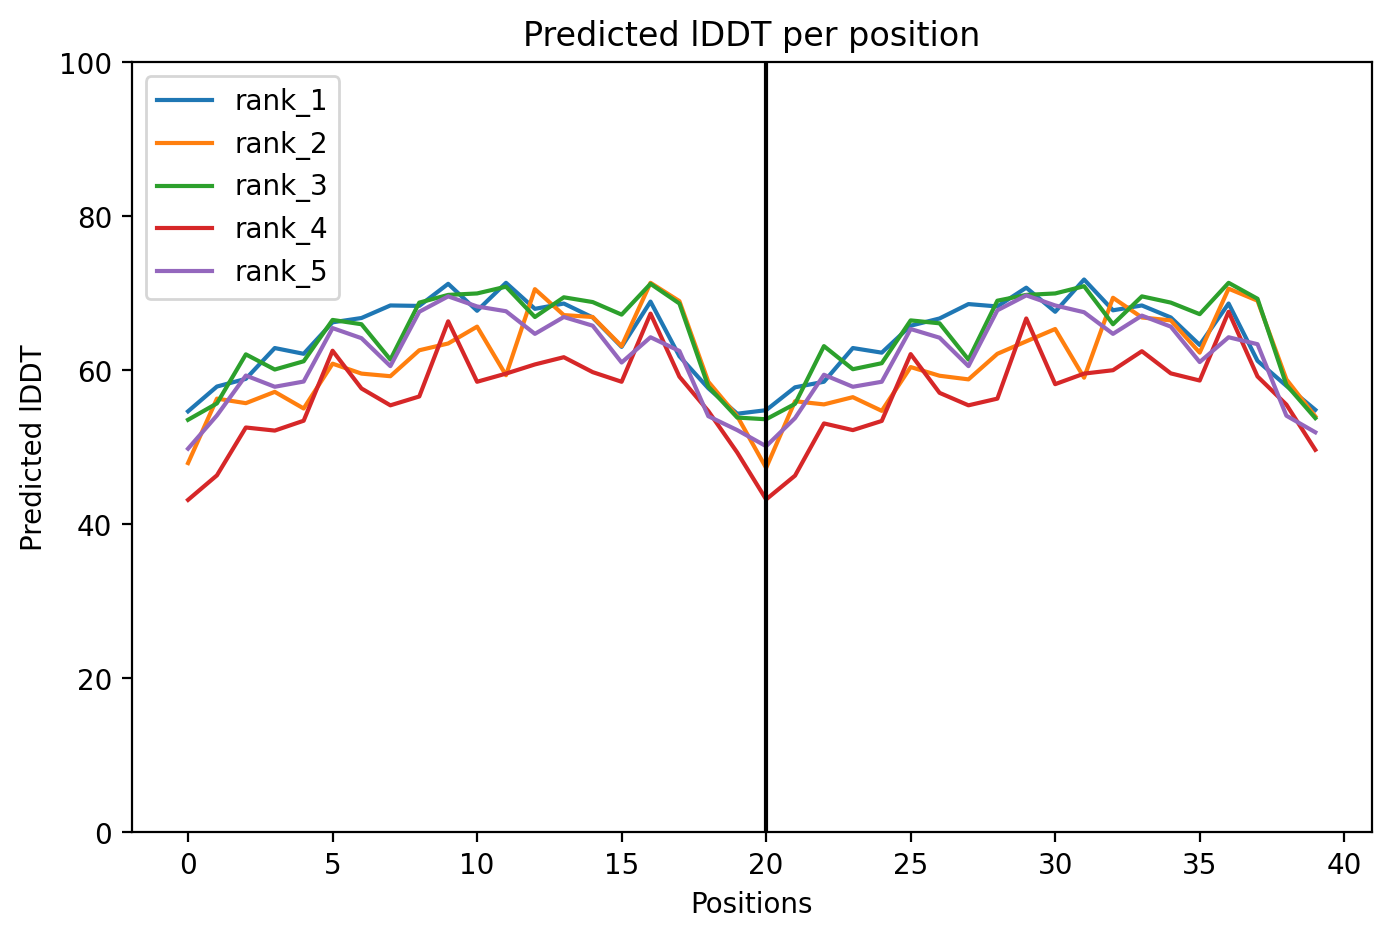 Predicted lDDT per position
100
80
60
40
20
0
Predicted lDDT
rank_1
rank_2
rank_3
rank_4
rank_5
0 5 10 15 20 25 30 35 40
Positions